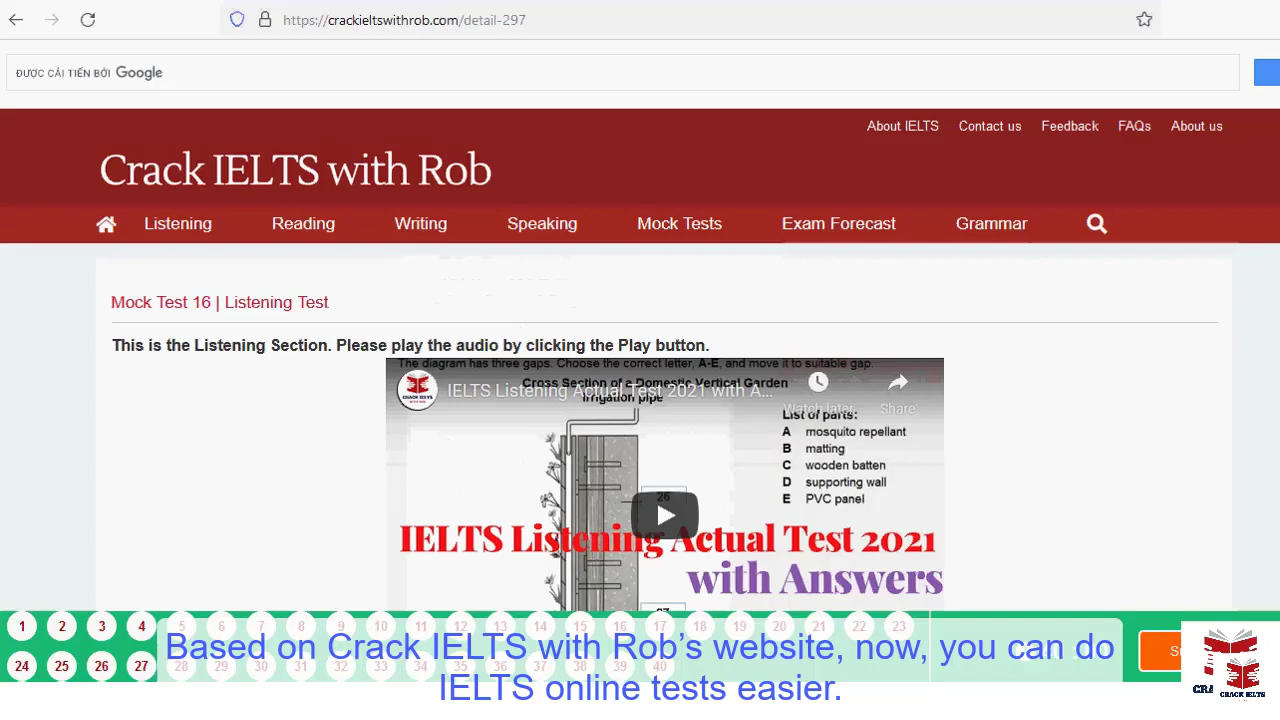 https://crackieltswithrob.com/detail-297
ĐƯỢC CẢI TIẾN BỞI Google
About IELTS Contact us Feedback FAQs About us
Crack IELTS with Rob
Listening Reading Writing Speaking Mock Tests Exam Forecast Grammar
Mock Test 16 | Listening Test
This is the Listening Section. Please play the audio by clicking the Play button.
The diagram has three gaps. Choose the correct letter, A-E, and move it to suitable gap.
Cross Section of a Domestic Vertical Garden
IELTS Listening Actual Test 2021 with A...
Irrigation pipe
Watch later Share
List of parts:
A mosquito repellant
B matting
C wooden batten
D supporting wall
E PVC panel
26
IELTS Listening Actual Test 2021
with Answers
27
1 2 3 4 5 6 7 8 9 10 11 12 13 14 15 16 17 18 19 20 21 22 23
24 25 26 27 28 29 30 31 32 33 34 35 36 37 38 39 40
Based on Crack IELTS with Rob’s website, now, you can do
IELTS online tests easier.
CRACK IELTS